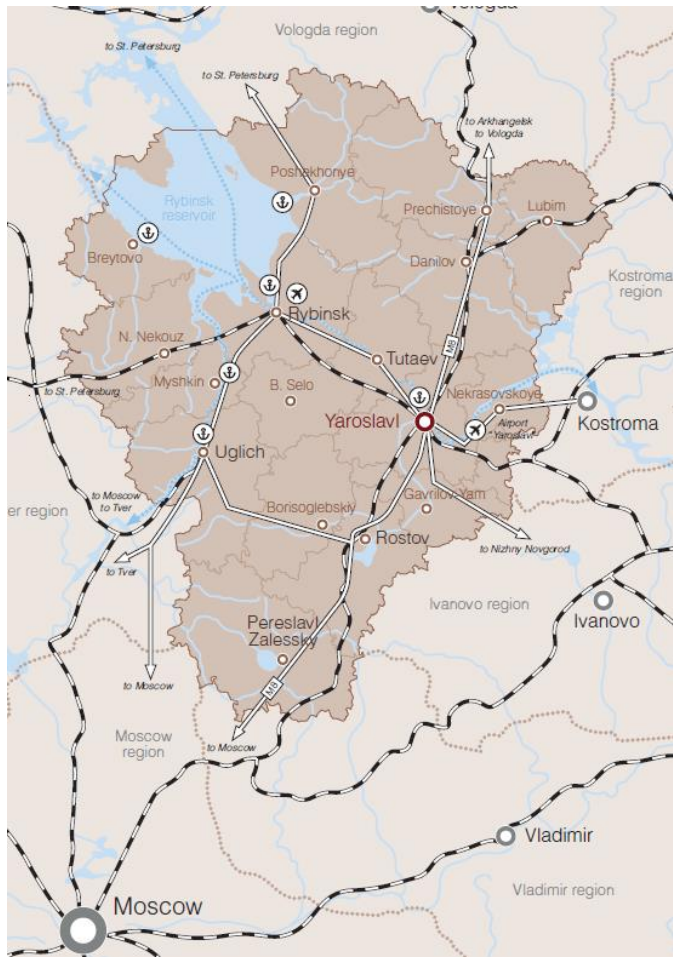 Vologda
Vologda region
to St. Petersburg
to St. Petersburg
to Arkhangelsk
to Vologda
Poshakhonye
Rybinsk
reservoir
Prechistoye
Lubim
Breytovo
Danilov
Kostroma
region
Rybinsk
N. Nekouz
Tutaev
M8
to St. Petersburg
Myshkin
B. Selo
Nekrasovskoye
Yaroslavl
Airport
"Yaroslavl"
Kostroma
Uglich
to Moscow
to Tver
Borisoglebskiy
Gavrilov-Yam
er region
Rostov
to Nizhny Novgorod
to Tver
Ivanovo region
Ivanovo
Pereslavl
Zalessky
to Moscow
M8
Moscow
region
to Moscow
Vladimir
Vladimir region
Moscow